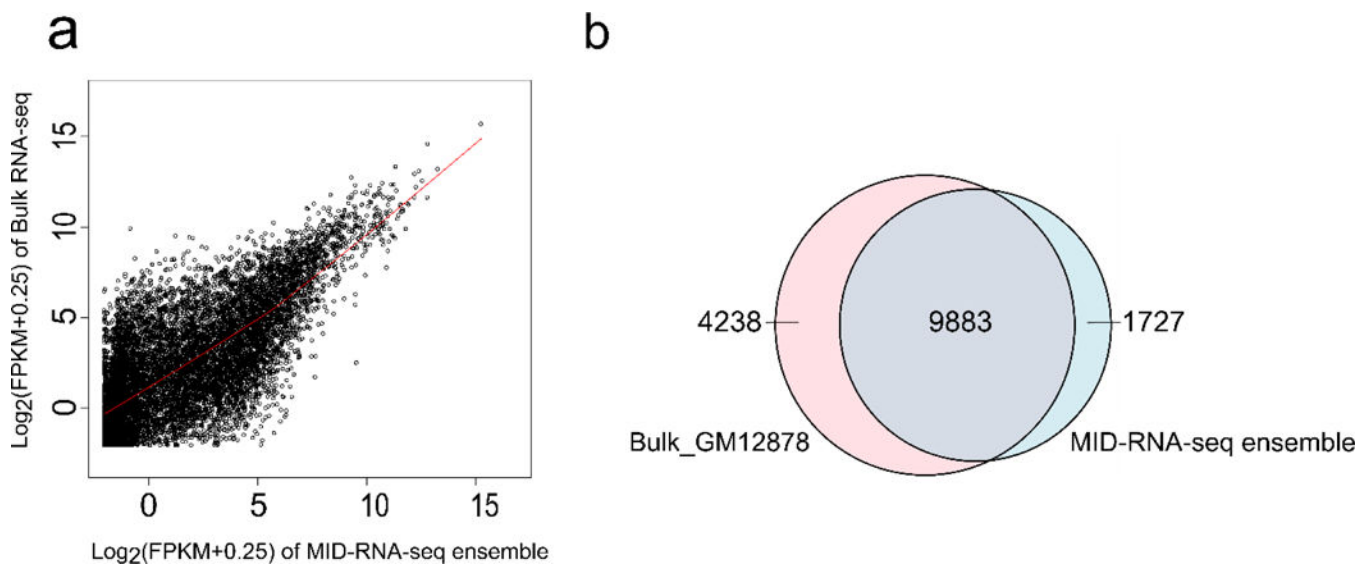 a
Log2(FPKM+0.25) of Bulk RNA-seq
15
10
5
0
0 5 10 15
Log2(FPKM+0.25) of MID-RNA-seq ensemble
b
4238 9883 1727
Bulk_GM12878 MID-RNA-seq ensemble